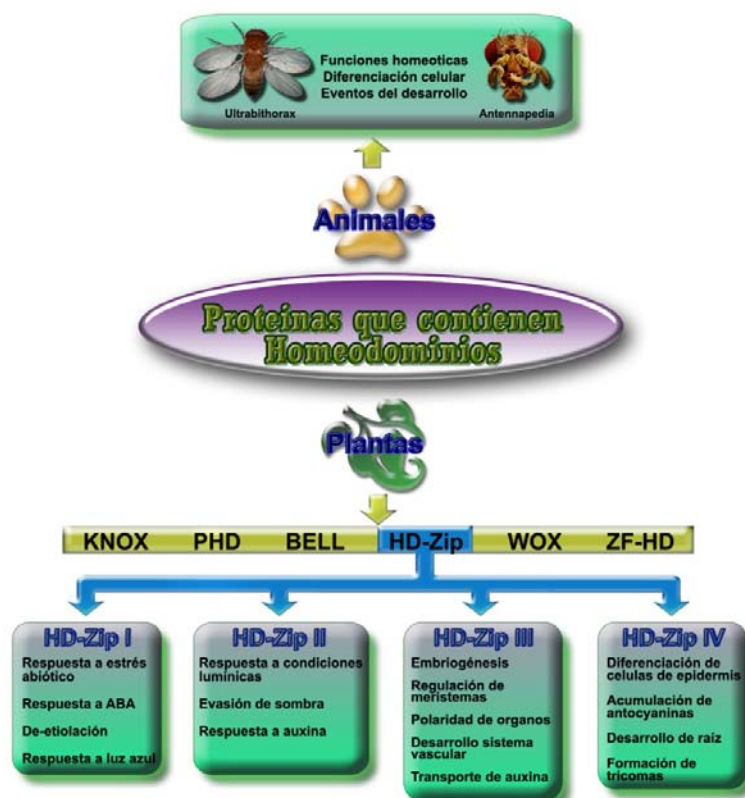 Funciones homeoticas
Diferenciación celular
Eventos del desarrollo
Ultrabithorax
Antennapedia
Animales
Proteinas que contienen
Homeodominios
Plantas
KNOX PHD BELL HD-Zip WOX ZF-HD
HD-Zip I
Respuesta a estrés
abiótico
Respuesta a ABA
De-etiolación
Respuesta a luz azul
HD-Zip II
Respuesta a condiciones
lumínicas
Evasión de sombra
Respuesta a auxina
HD-Zip III
Embriogénesis
Regulación de
meristemas
Polaridad de organos
Desarrollo sistema
vascular
Transporte de auxina
HD-Zip IV
Diferenciación de
celulas de epidermis
Acumulación de
antocyaninas
Desarrollo de raíz
Formación de
tricomas